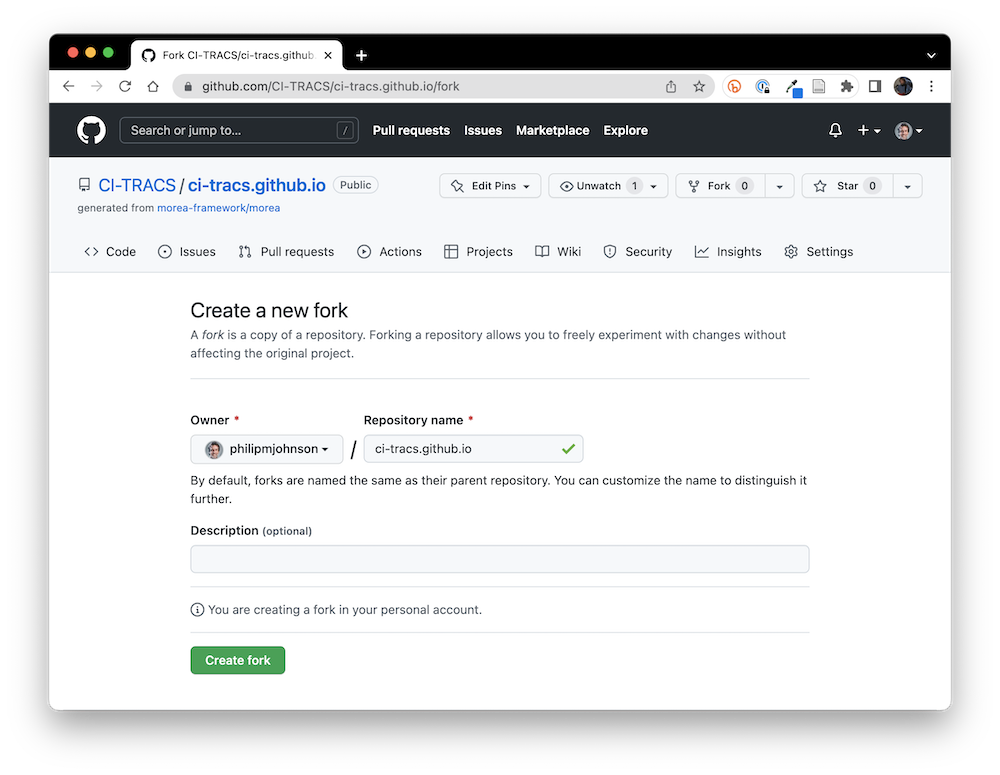 Fork CI-TRACS/ci-tracs.github.
github.com/CI-TRACS/ci-tracs.github.io/fork
Search or jump to... / Pull requests Issues Marketplace Explore
CI-TRACS / ci-tracs.github.io Public Edit Pins Unwatch 1 Fork 0 Star 0
generated from morea-framework/morea
Code Issues Pull requests Actions Projects Wiki Security Insights Settings
Create a new fork
A fork is a copy of a repository. Forking a repository allows you to freely experiment with changes without
affecting the original project.
Owner * Repository name *
philipmjohnson / ci-tracs.github.io
By default, forks are named the same as their parent repository. You can customize the name to distinguish it
further.
Description (optional)
You are creating a fork in your personal account.
Create fork